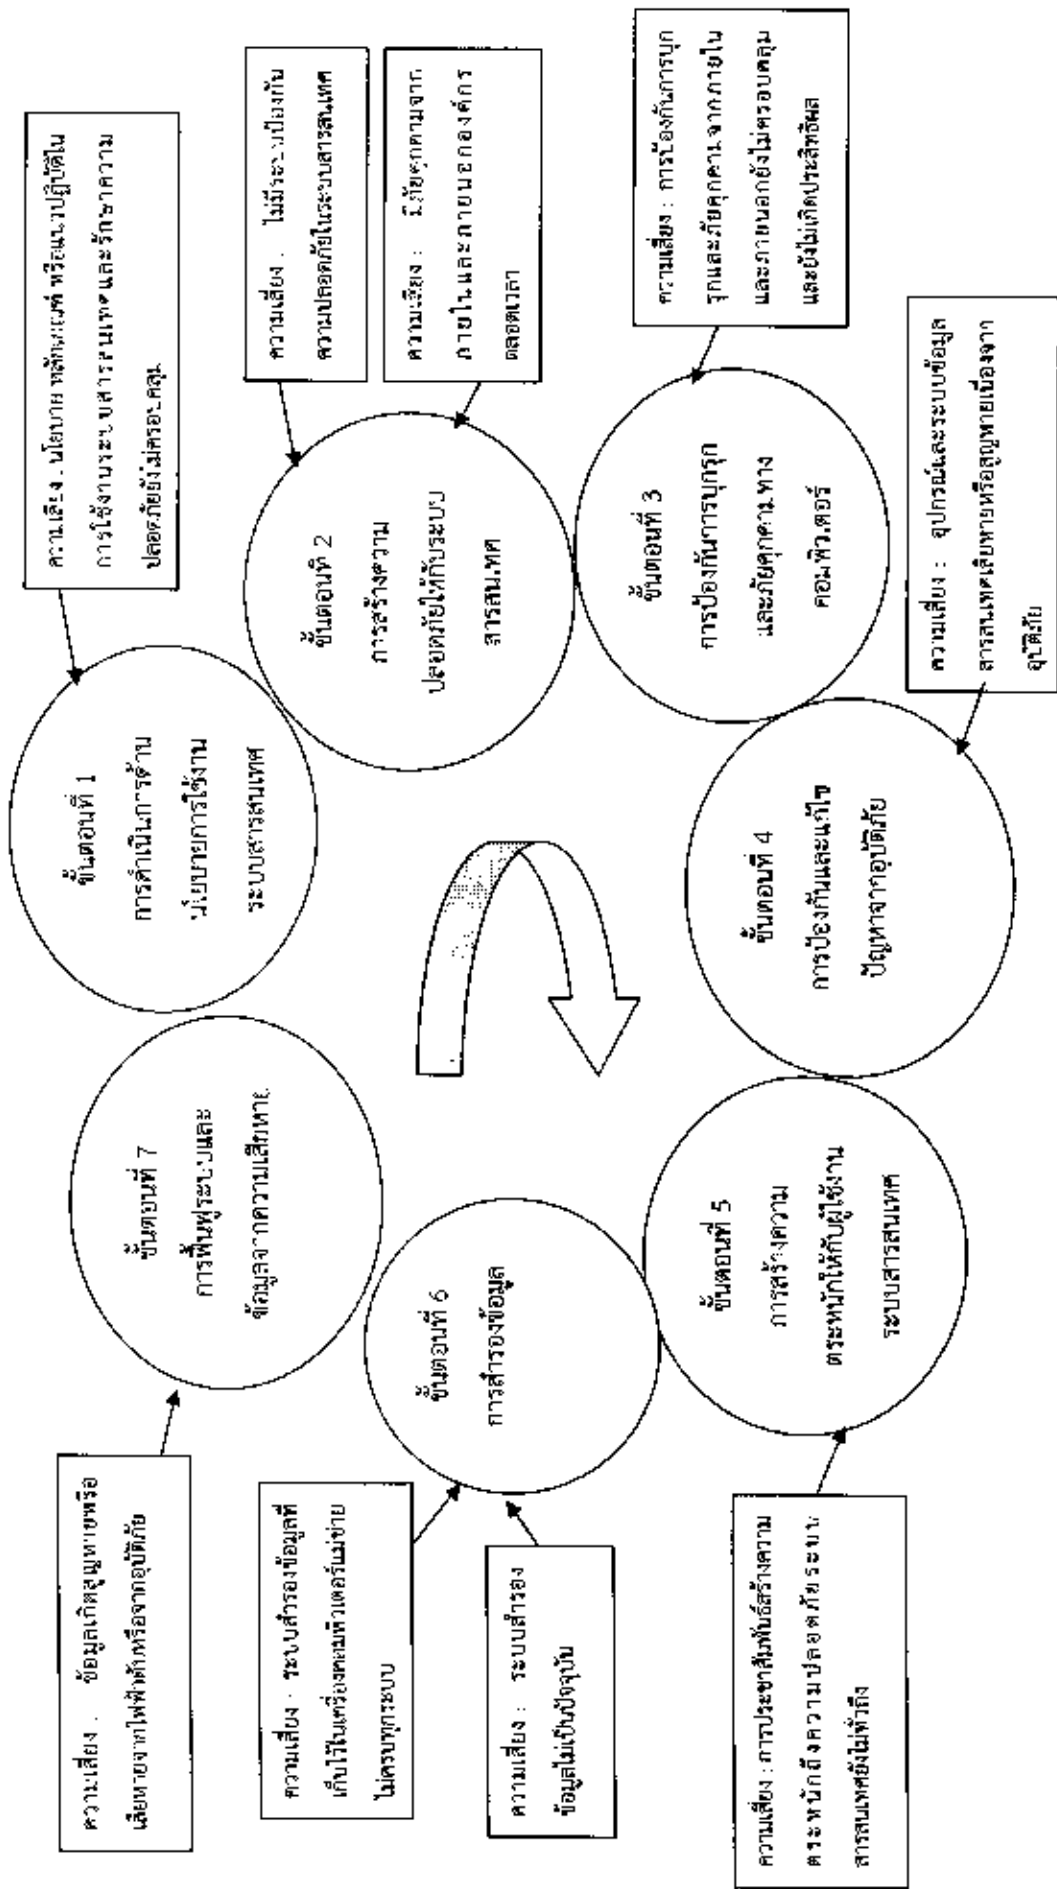 ความเสี่ยง : นโยบาย หลักเกณฑ์ หรือแนวปฏิบัติใน
การใช้งานระบบสารสนเทศและรักษาความ
ปลอดภัยยังไม่ครอบคลุม
ขั้นตอนที่ 1
การดำเนินการด้าน
นโยบายการใช้งาน
ระบบสารสนเทศ
ความเสี่ยง : ไม่มีระบบป้องกัน
ความปลอดภัยในระบบสารสนเทศ
ความเสี่ยง : มีภัยคุกคามจาก
ภายในและภายนอกองค์กร
ตลอดเวลา
ขั้นตอนที่ 2
การสร้างความ
ปลอดภัยให้กับระบบ
สารสนเทศ
ความเสี่ยง : การป้องกันการบุก
รุกและภัยคุกคามจากภายใน
และภายนอกยังไม่ครอบคลุม
และยังไม่เกิดประสิทธิผล
ขั้นตอนที่ 3
การป้องกันการบุกรุก
และภัยคุกคามทาง
คอมพิวเตอร์
ความเสี่ยง : อุปกรณ์และระบบข้อมูล
สารสนเทศเสียหายหรือสูญหายเนื่องจาก
อุบัติภัย
ขั้นตอนที่ 4
การป้องกันและแก้ไข
ปัญหาจากอุบัติภัย
ขั้นตอนที่ 5
การสร้างความ
ตระหนักให้กับผู้ใช้งาน
ระบบสารสนเทศ
ความเสี่ยง : การประชาสัมพันธ์สร้างความ
ตระหนักถึงความปลอดภัยระบบ
สารสนเทศยังไม่ทั่วถึง
ขั้นตอนที่ 6
การสำรองข้อมูล
ความเสี่ยง : ระบบสำรองข้อมูลที่
เก็บไว้ในเครื่องคอมพิวเตอร์แม่ข่าย
ไม่ครบทุกระบบ
ความเสี่ยง : ระบบสำรอง
ข้อมูลไม่เป็นปัจจุบัน
ขั้นตอนที่ 7
การฟื้นฟูระบบและ
ข้อมูลจากความเสียหาย
ความเสี่ยง : ข้อมูลเกิดสูญหายหรือ
เสียหายจากไฟฟ้าดับหรือจากอุบัติภัย